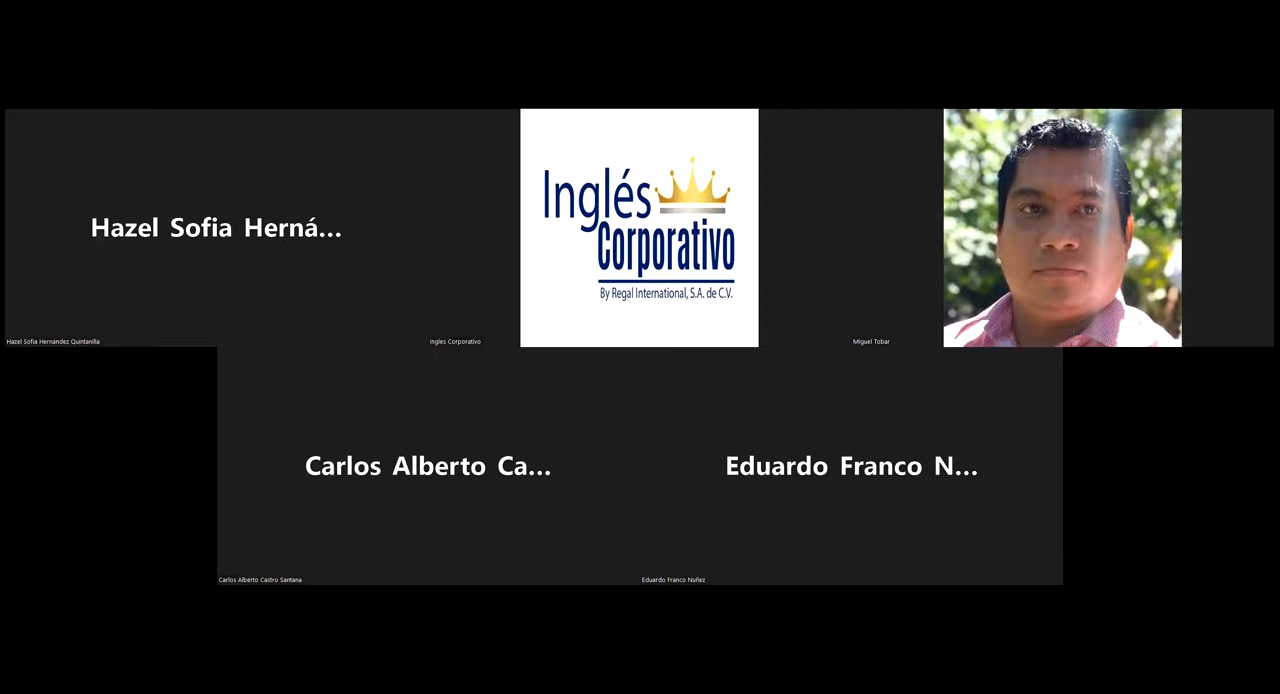 Hazel Sofia Herná...
Hazel Sofia Hernández Quintanilla
Inglés
Corporativo
By Regal International, S.A. de C.V.
Ingles Corporativo
Miguel Tobar
Carlos Alberto Ca...
Carlos Alberto Castro Santana
Eduardo Franco N...
Eduardo Franco Nuñez